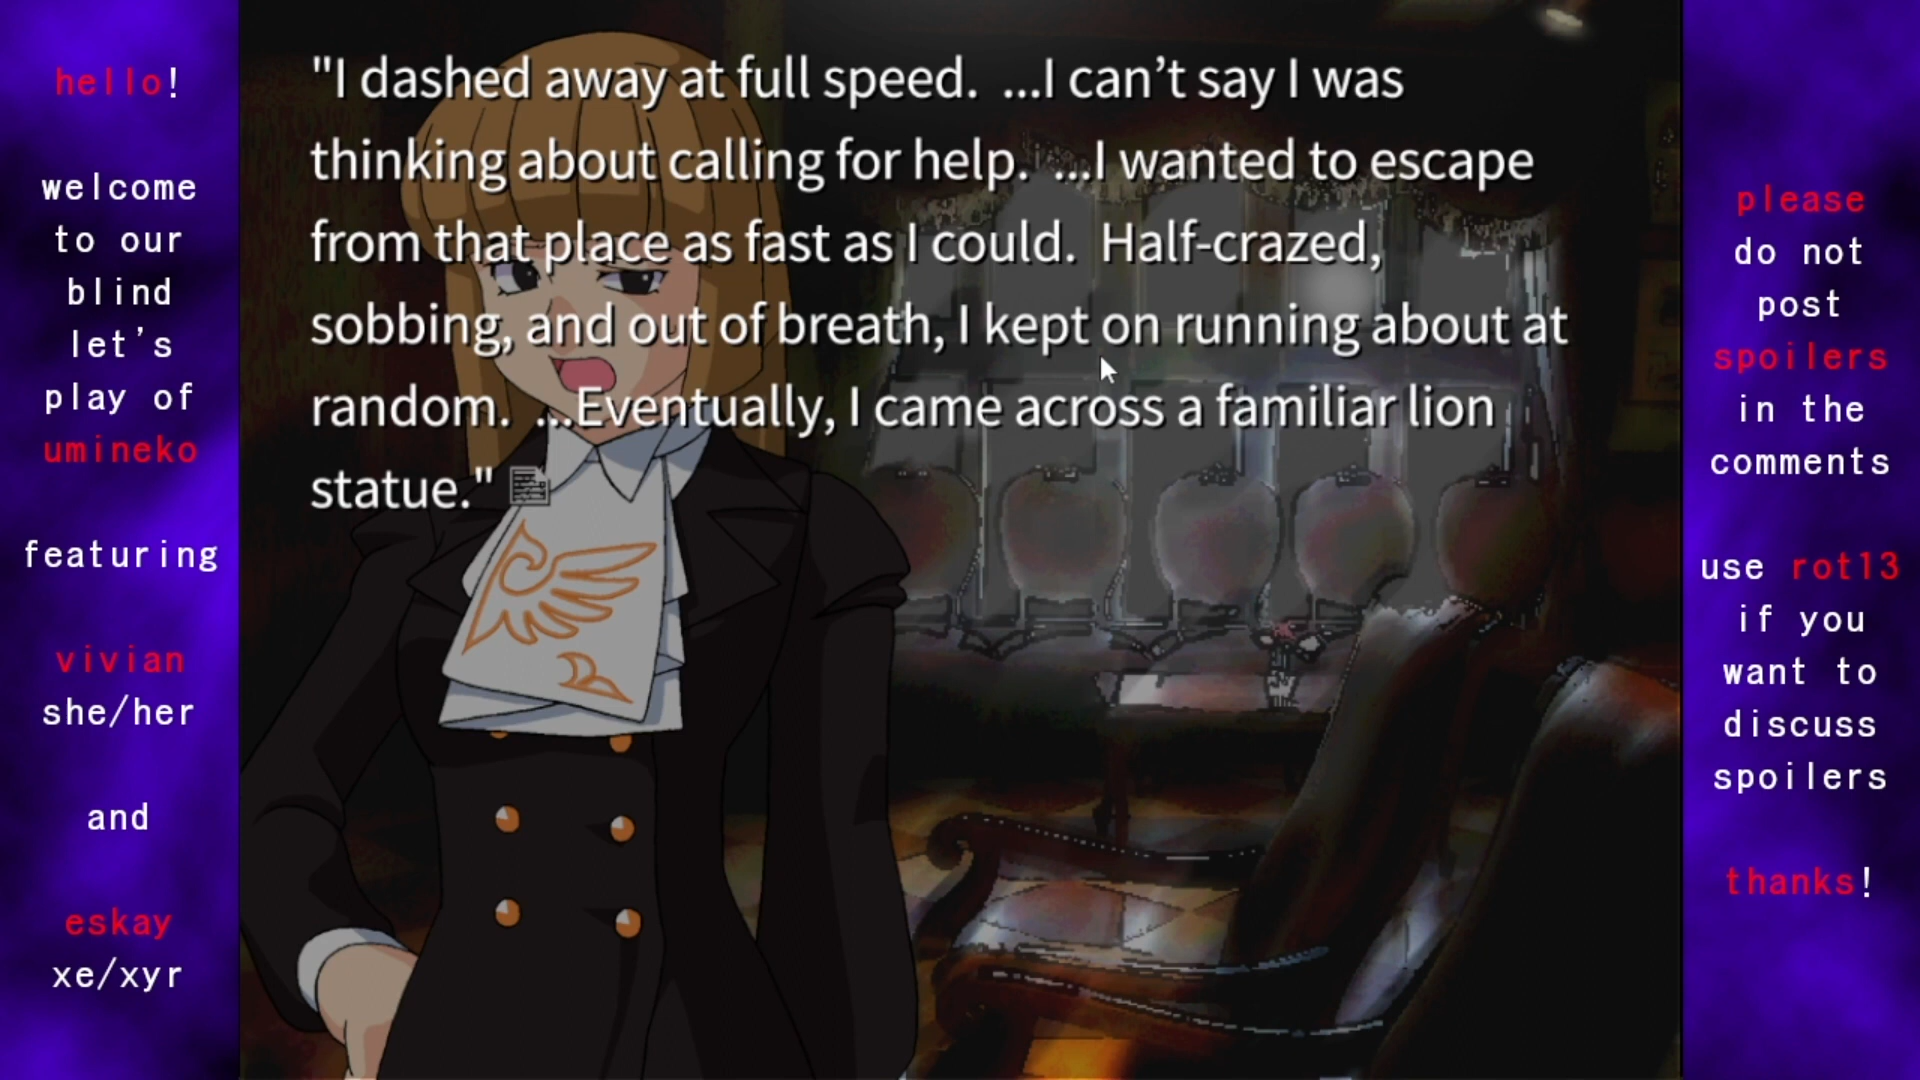 hello!
welcome
to our
blind
let's
play of
umineko
featuring
vivian
she/her
and
eskay
xe/xyr
"I dashed away at full speed.  ...I can’t say I was
thinking about calling for help.  ...I wanted to escape
from that place as fast as I could.  Half-crazed,
sobbing, and out of breath, I kept on running about at
random.  ...Eventually, I came across a familiar lion
statue."
please
do not
post
spoilers
in the
comments
use rot13
if you
want to
discuss
spoilers
thanks!